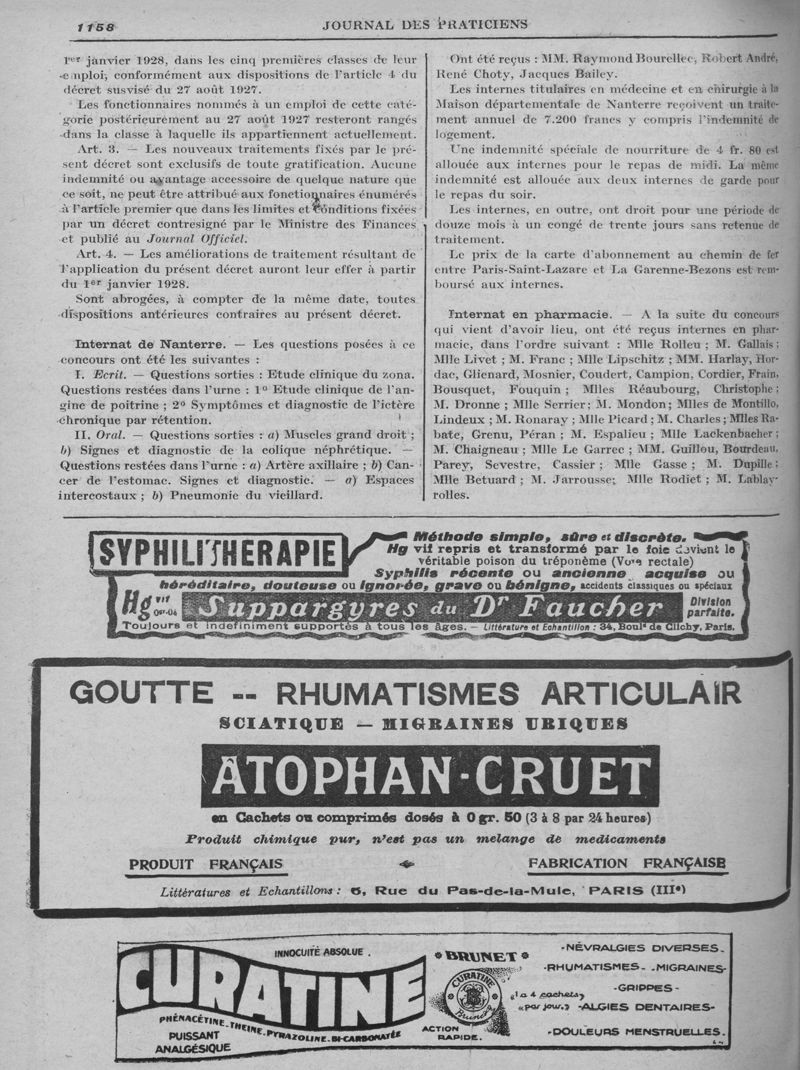 1158
JOURNAL DES PRATICIENS
1er janvier 1928, dans les cinq premières classes de leur
emploi; conformément aux dispositions de l'article 4 du
décret susvisé du 27 août 1927.
Les fonctionnaires nommés à un emploi de cette caté-
gorie postérieurement au 27 août 1927 resteront rangés
dans la classe à laquelle ils appartiennent actuellement.
Art. 3. — Les nouveaux traitements fixés par le pré-
sent décret sont exclusifs de toute gratification. Aucune
indemnité ou avantage accessoire de quelque nature que
ce soit, ne peut être attribué aux fonctionnaires énumérés
à l'article premier que dans les limites et conditions fixées
par un décret contresigné par le Ministre des Finances
et publié au Journal Officiel.
Art. 4. — Les améliorations de traitement résultant de
l'application du présent décret auront leur effer à partir
du 1er janvier 1928.
Sont abrogées, à compter de la même date, toutes
dispositions antérieures contraires au présent décret.
Internat de Nanterre. — Les questions posées à ce
concours ont été les suivantes :
I. Ecrit. — Questions sorties : Etude clinique du zona.
Questions restées dans l'urne : 1º Etude clinique de l'an-
gine de poitrine ; 2º Symptômes et diagnostic de l'ictère
chronique par rétention.
II. Oral. — Questions sorties : a) Muscles grand droit ;
b) Signes et diagnostic de la colique néphrétique. —
Questions restées dans l'urne : a) Artère axillaire ; b) Can-
cer de l'estomac. Signes et diagnostic. — a) Espaces
intercostaux ; b) Pneumonie du vieillard.
Ont été reçus : MM. Raymond Bourellec, Robert André,
René Choty, Jacques Bailey.
Les internes titulaires en médecine et en chirurgie à la
Maison départementale de Nanterre reçoivent un traite-
ment annuel de 7.200 francs y compris l'indemnité de
logement.
Une indemnité spéciale de nourriture de 4 fr. 80 est
allouée aux internes pour le repas de midi. La même
indemnité est allouée aux deux internes de garde pour
le repas du soir.
Les internes, en outre, ont droit pour une période de
douze mois à un congé de trente jours sans retenue de
traitement.
Le prix de la carte d'abonnement au chemin de fer
entre Paris-Saint-Lazare et La Garenne-Bezons est rem-
boursé aux internes.
Internat en pharmacie. — A la suite du concours
qui vient d'avoir lieu, ont été reçus internes en phar-
macie, dans l'ordre suivant : Mlle Rolleu ; M. Gallais ;
Mlle Livet ; M. Franc ; Mlle Lipschitz ; MM. Harlay, Hor-
dac, Glienard, Mosnier, Coudert, Campion, Cordier, Frain,
Bousquet, Fouquin ; Mlles Réaubourg, Christophe ;
M. Dronne ; Mlle Serrier ; M. Mondon ; Mlles de Montillo,
Lindeux ; M. Ronaray ; Mlle Picard ; M. Charles ; Mlles Ra-
bate, Grenu, Péran ; M. Espalieu ; Mlle Lackenbacher ;
M. Chaigneau ; Mlle Le Garrec ; MM. Guillou, Bourdeau,
Parey, Sevestre, Cassier ; Mlle Gasse ; M. Dupille ;
Mlle Betuard ; M. Jarrousse; Mlle Rodiet ; M. Lablay-
rolles.
SYPHILITHERAPIE
Méthode simple, sûre et discrète.
Hg vif repris et transformé par le foie devient le
véritable poison du tréponème (Voie rectale)
Syphilis récente ou ancienne acquise ou
héréditaire, douteuse ou ignorée, grave ou bénigne, accidents classiques ou spéciaux
Hg vif 0gr.04 Suppargyres du Dr Faucher Division parfaite.
Toujours et indéfiniment supportés à tous les âges. — Littérature et Echantillon : 34, Bould de Clichy, Paris.
GOUTTE -- RHUMATISMES ARTICULAIR
SCIATIQUE — MIGRAINES URIQUES
ATOPHAN-CRUET
en Cachets ou comprimés dosés à 0 gr. 50 (3 à 8 par 24 heures)
Produit chimique pur, n'est pas un melange de medicaments
PRODUIT FRANÇAIS
FABRICATION FRANÇAISE
Littératures et Echantillons : 6, Rue du Pas-de-la-Mule, PARIS (IIIe)
INNOCUITÉ ABSOLUE.
CURATINE
PHÉNACÉTINE-THEINE-PYRAZOLINE-BI-CARBONATÉE
PUISSANT
ANALGÉSIQUE
* BRUNET *
CURATINE
Brunet
1 à 4 cachets
"par jour."
ACTION
RAPIDE.
-NÉVRALGIES DIVERSES-
-RHUMATISMES- -MIGRAINES-
-GRIPPES-
-ALGIES DENTAIRES-
-DOULEURS MENSTRUELLES.